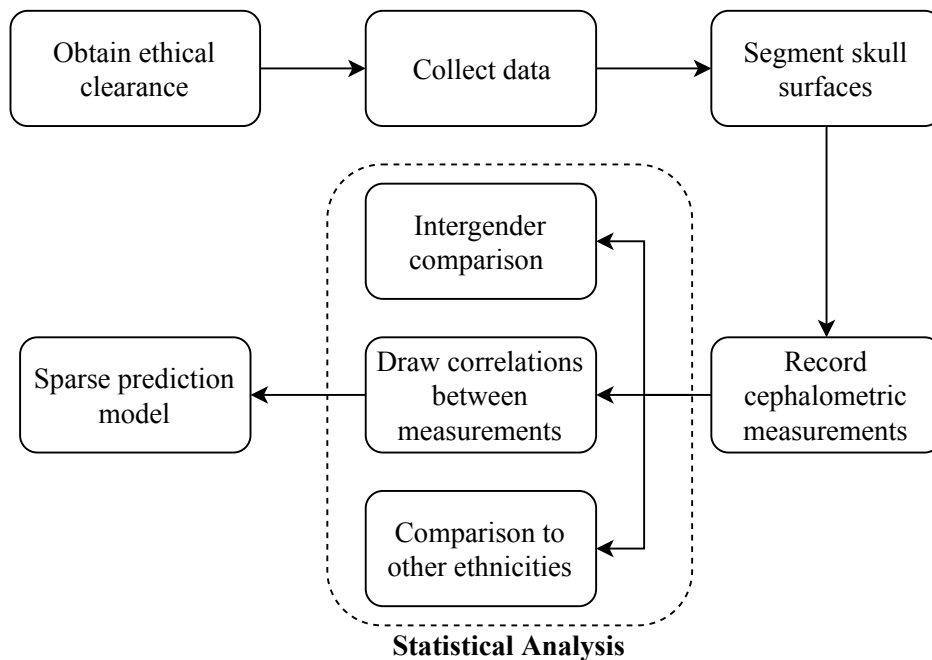 Obtain ethical
clearance
Collect data
Segment skull
surfaces
Intergender
comparison
Sparse prediction
model
Draw correlations
between
measurements
Record
cephalometric
measurements
Comparison to
other ethnicities
Statistical Analysis